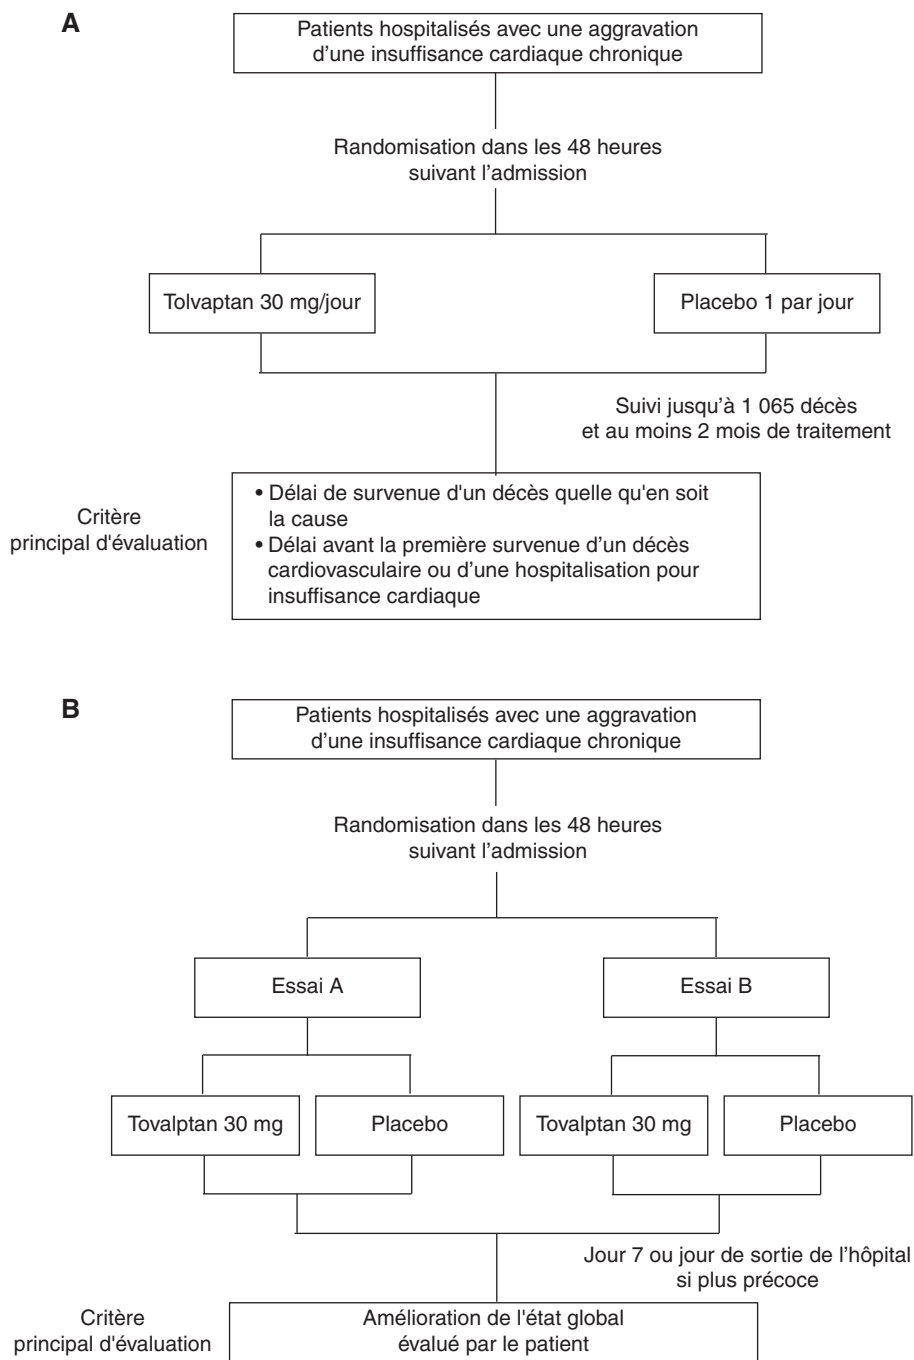 A
Patients hospitalisés avec une aggravation
d'une insuffisance cardiaque chronique
Randomisation dans les 48 heures
suivant l'admission
Tolvaptan 30 mg/jour
Placebo 1 par jour
Suivi jusqu'à 1 065 décès
et au moins 2 mois de traitement
Critère
principal d'évaluation
• Délai de survenue d'un décès quelle qu'en soit
la cause
• Délai avant la première survenue d'un décès
cardiovasculaire ou d'une hospitalisation pour
insuffisance cardiaque
B
Patients hospitalisés avec une aggravation
d'une insuffisance cardiaque chronique
Randomisation dans les 48 heures
suivant l'admission
Essai A
Essai B
Tovalptan 30 mg
Placebo
Tovalptan 30 mg
Placebo
Jour 7 ou jour de sortie de l'hôpital
si plus précoce
Critère
principal d'évaluation
Amélioration de l'état global
évalué par le patient